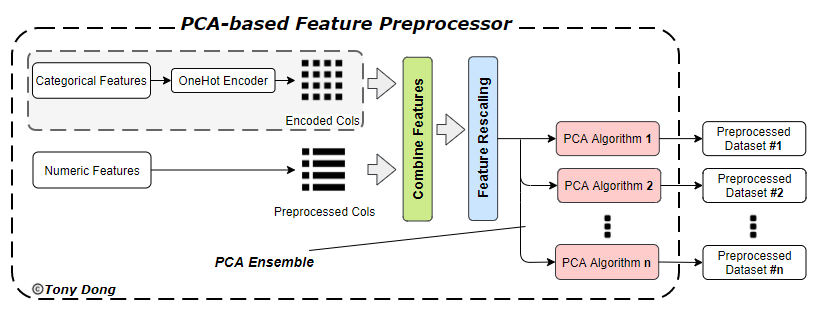 PCA-based Feature Preprocessor
Categorical Features
OneHot Encoder
Encoded Cols
Numeric Features
Preprocessed Cols
Combine Features
Feature Rescaling
PCA Algorithm 1
Preprocessed
Dataset #1
PCA Algorithm 2
Preprocessed
Dataset #2
PCA Algorithm n
Preprocessed
Dataset #n
PCA Ensemble
©Tony Dong